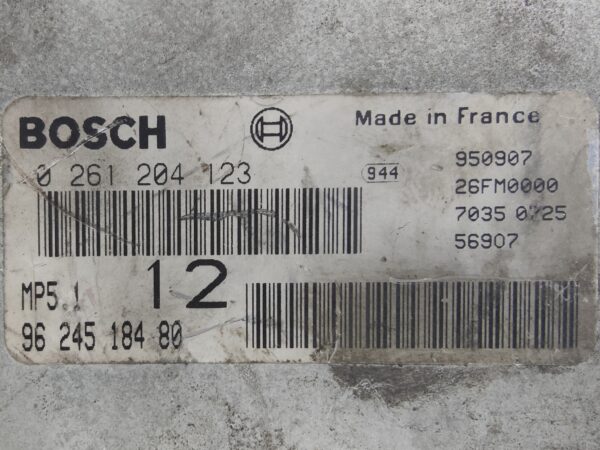 BOSCH
Made in France
0 261 204 123
944
950907
26FM0000
7035 0725
56907
MP5.1
12
96 245 184 80